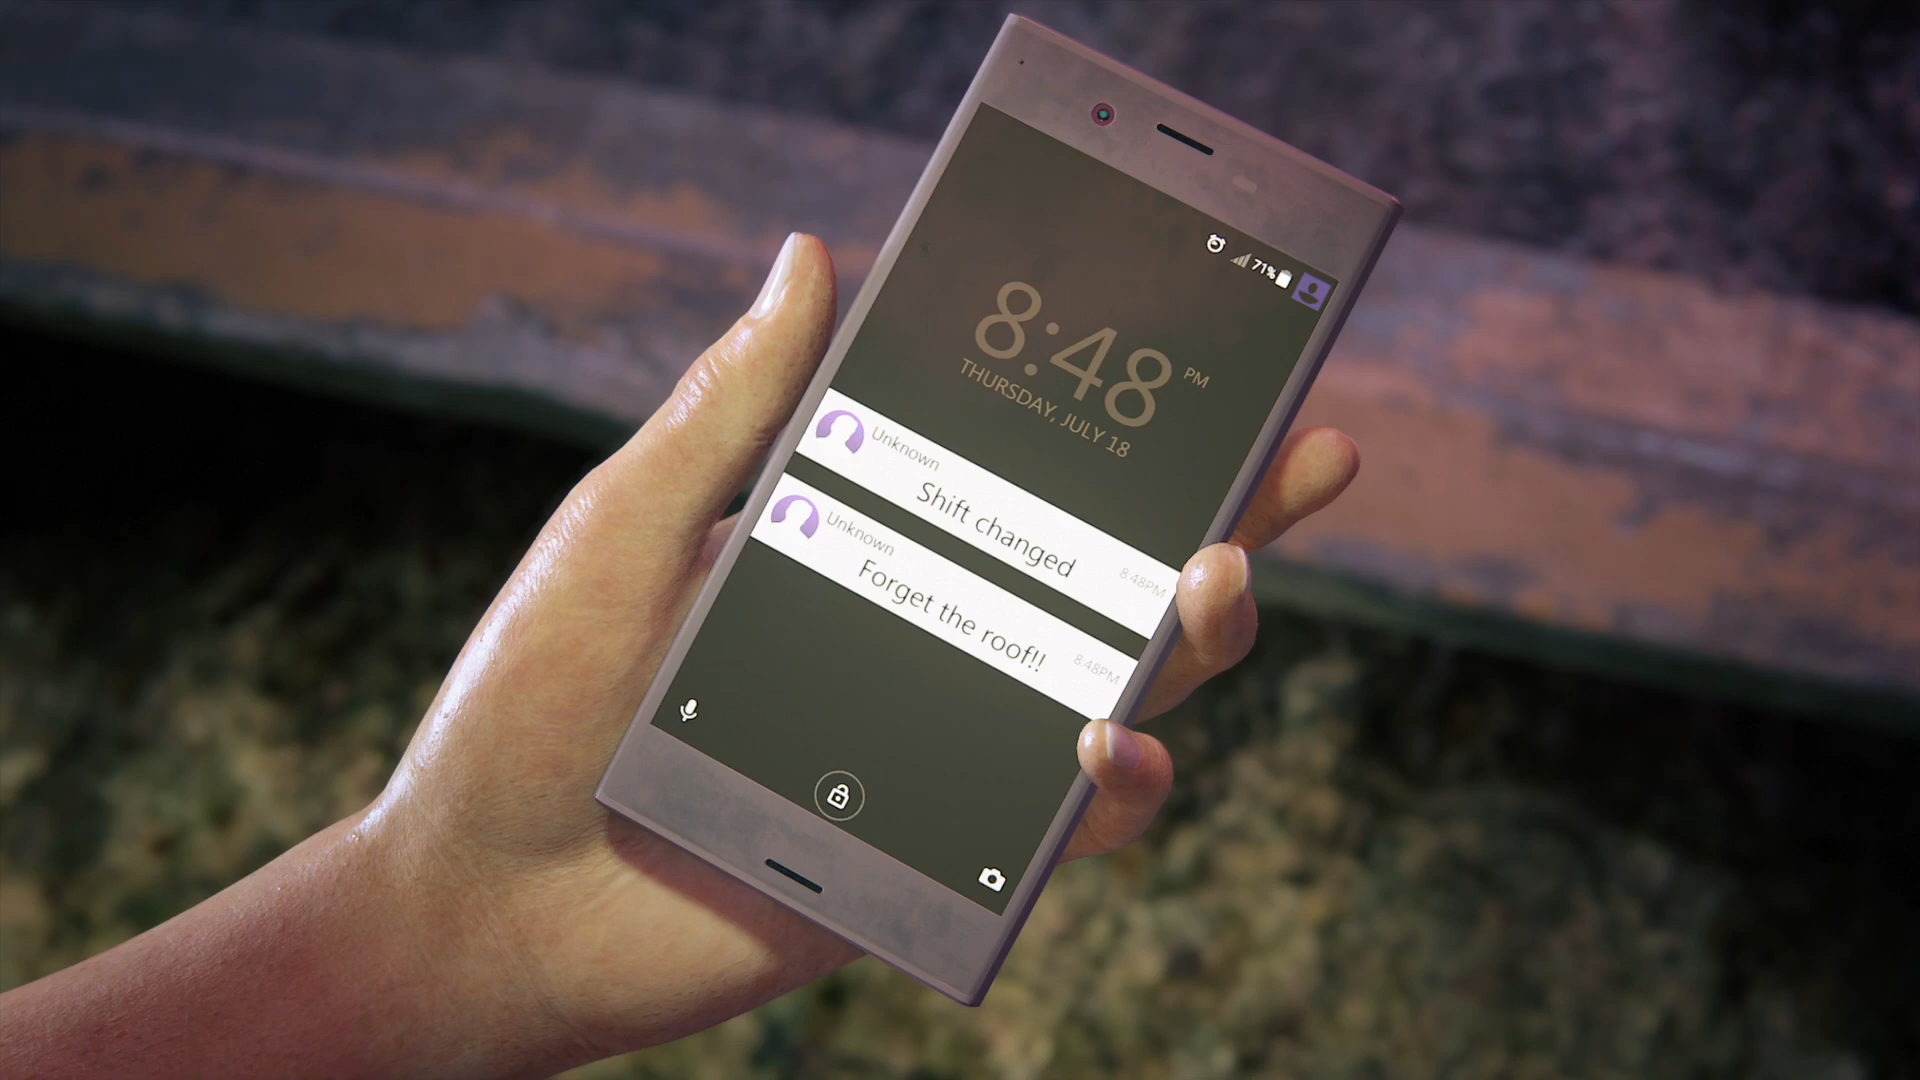 71%
8:48 PM
THURSDAY, JULY 18
Unknown
Shift changed
8:48PM
Unknown
Forget the roof!!
8:48PM